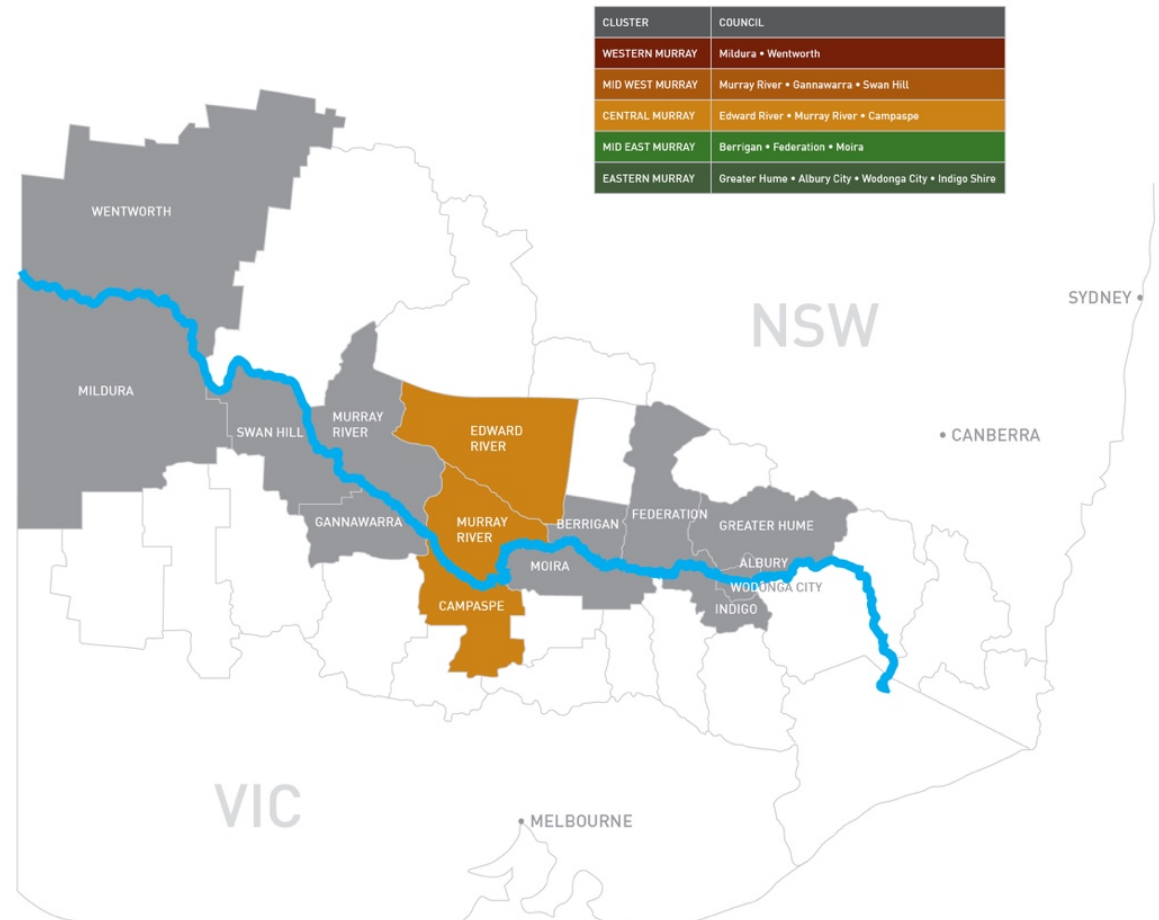 CLUSTER COUNCIL
WESTERN MURRAY Mildura • Wentworth
MID WEST MURRAY Murray River • Gannawarra • Swan Hill
CENTRAL MURRAY Edward River • Murray River • Campaspe
MID EAST MURRAY Berrigan • Federation • Moira
EASTERN MURRAY Greater Hume • Albury City • Wodonga City • Indigo Shire
WENTWORTH
SYDNEY
NSW
MILDURA
SWAN HILL
MURRAY
RIVER
EDWARD
RIVER
CANBERRA
GANNAWARRA
MURRAY
RIVER
BERRIGAN
FEDERATION
GREATER HUME
MOIRA
ALBURY
WODONGA CITY
CAMPASPE
INDIGO
VIC
MELBOURNE